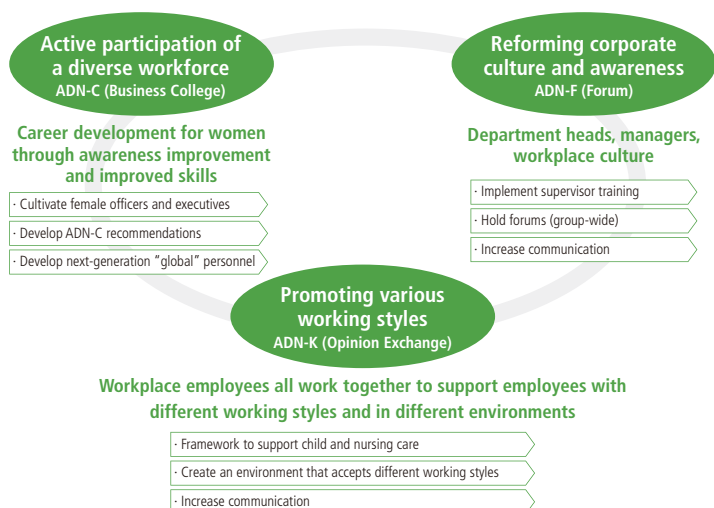 Active participation of
a diverse workforce
ADN-C (Business College)
Career development for women
through awareness improvement
and improved skills
· Cultivate female officers and executives
· Develop ADN-C recommendations
· Develop next-generation "global" personnel
Reforming corporate
culture and awareness
ADN-F (Forum)
Department heads, managers,
workplace culture
· Implement supervisor training
· Hold forums (group-wide)
· Increase communication
Promoting various
working styles
ADN-K (Opinion Exchange)
Workplace employees all work together to support employees with
different working styles and in different environments
· Framework to support child and nursing care
· Create an environment that accepts different working styles
· Increase communication